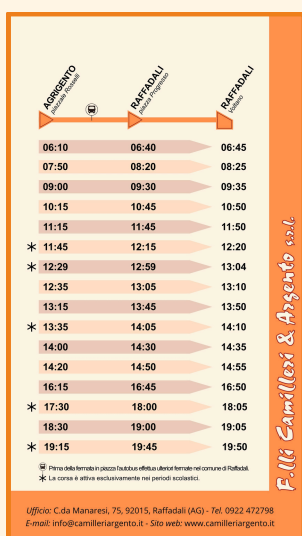 AGRIGENTO
piazzale Rosselli
RAFFADALI
piazza Progresso
RAFFADALI
Voltano
06:10 06:40 06:45
07:50 08:20 08:25
09:00 09:30 09:35
10:15 10:45 10:50
11:15 11:45 11:50
* 11:45 12:15 12:20
* 12:29 12:59 13:04
12:35 13:05 13:10
13:15 13:45 13:50
* 13:35 14:05 14:10
14:00 14:30 14:35
14:20 14:50 14:55
16:15 16:45 16:50
* 17:30 18:00 18:05
18:30 19:00 19:05
* 19:15 19:45 19:50
Prima della fermata in piazza l'autobus effettua ulteriori fermate nel comune di Raffadali.
* La corsa è attiva esclusivamente nei periodi scolastici.
F.lli Camilleri & Argento s.r.l.
Ufficio: C.da Manaresi, 75, 92015, Raffadali (AG) - Tel. 0922 472798
E-mail: info@camilleriargento.it - Sito web: www.camilleriargento.it